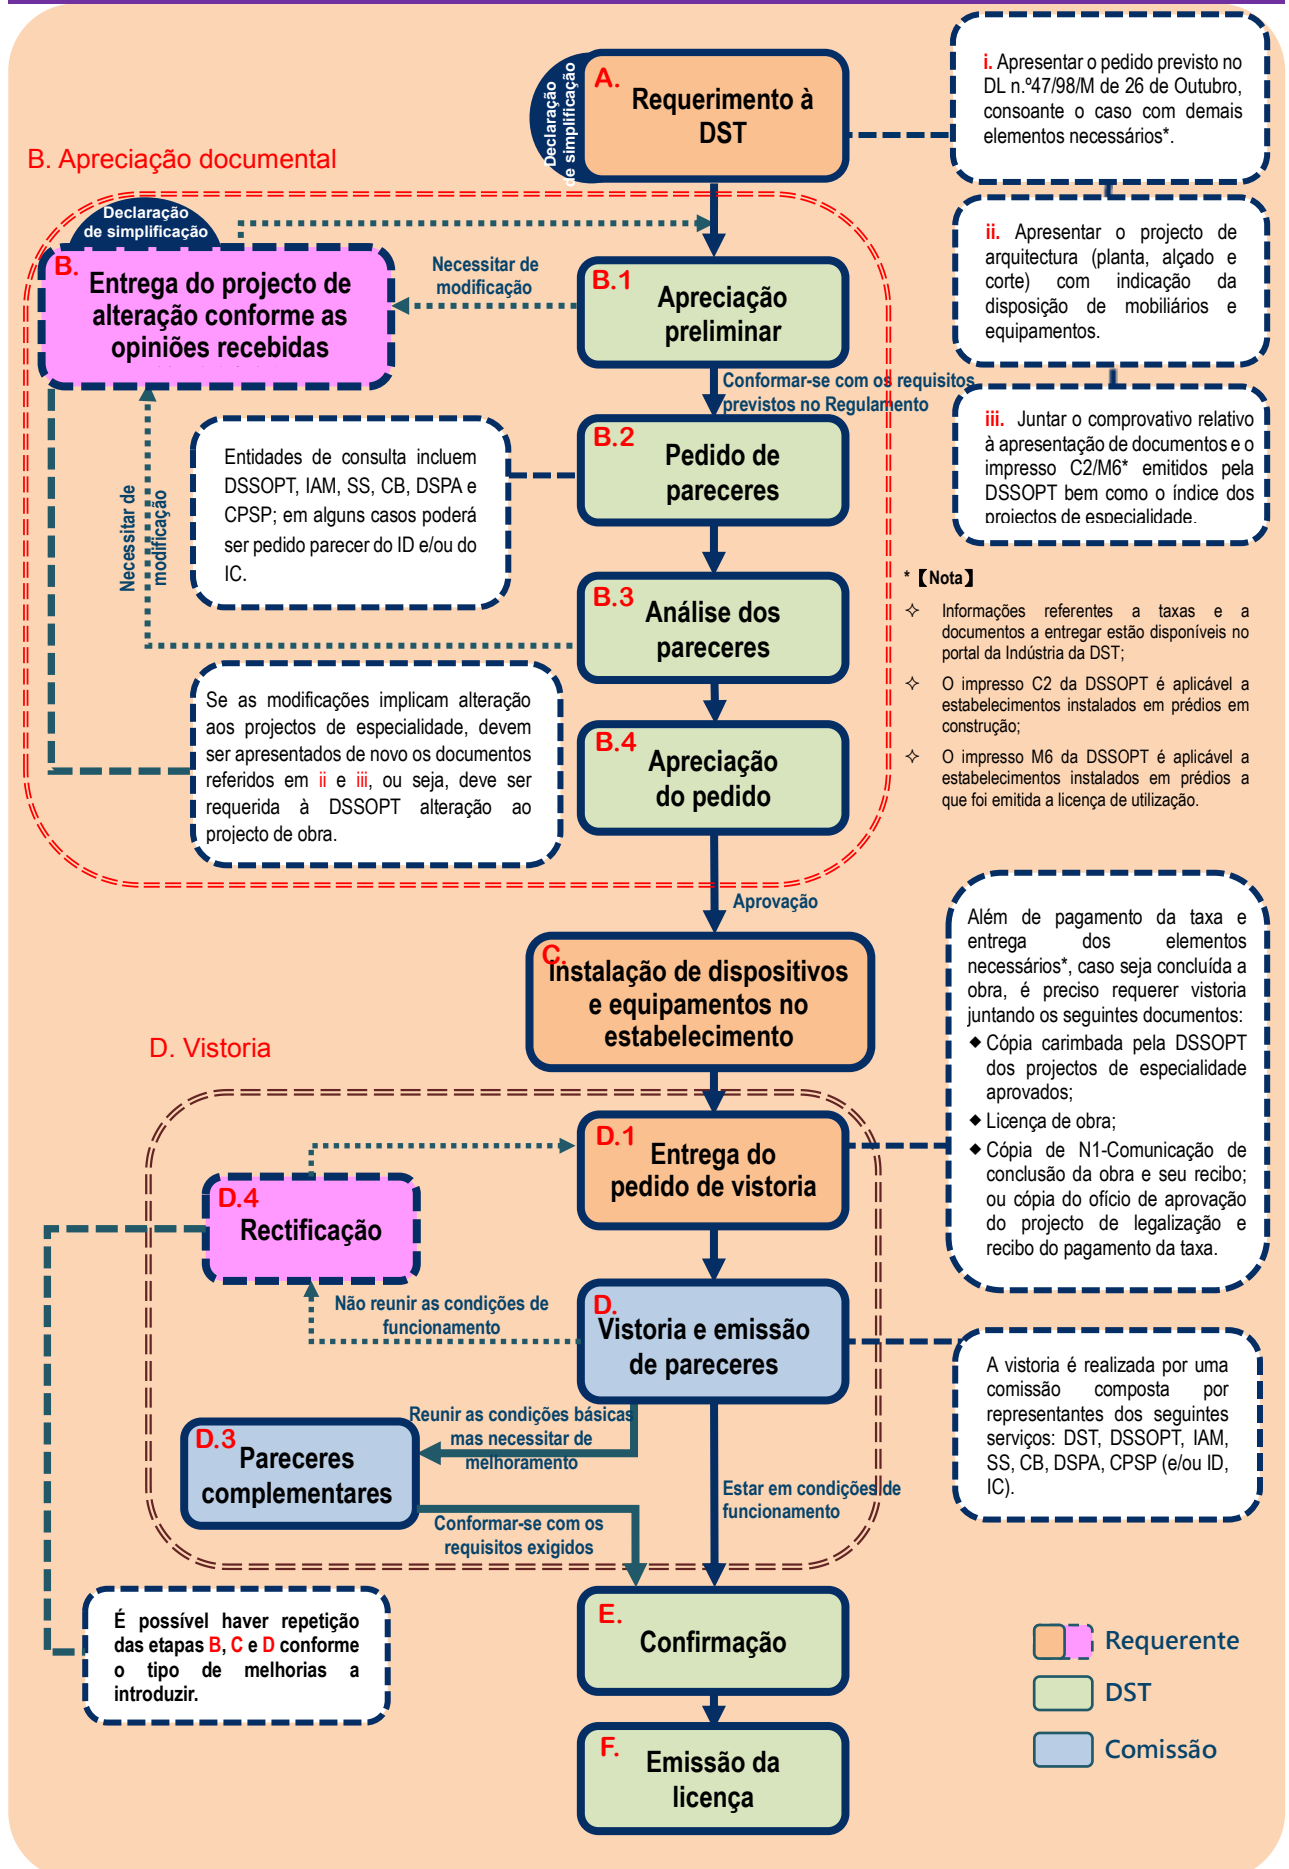 Declaração
de simplificação
A.
Requerimento à
DST
i. Apresentar o pedido previsto no
DL n.º47/98/M de 26 de Outubro,
consoante o caso com demais
elementos necessários*.
ii. Apresentar o projecto de
arquitectura (planta, alçado e
corte) com indicação da
disposição de mobiliários e
equipamentos.
iii. Juntar o comprovativo relativo
à apresentação de documentos e o
impresso C2/M6* emitidos pela
DSSOPT bem como o índice dos
projectos de especialidade.
B. Apreciação documental
Declaração
de simplificação
B.
Entrega do projecto de
alteração conforme as
opiniões recebidas
Necessitar de
modificação
B.1
Apreciação
preliminar
Conformar-se com os requisitos
previstos no Regulamento
B.2
Pedido de
pareceres
Entidades de consulta incluem
DSSOPT, IAM, SS, CB, DSPA e
CPSP; em alguns casos poderá
ser pedido parecer do ID e/ou do
IC.
Necessitar de
modificação
B.3
Análise dos
pareceres
Se as modificações implicam alteração
aos projectos de especialidade, devem
ser apresentados de novo os documentos
referidos em ii e iii, ou seja, deve ser
requerida à DSSOPT alteração ao
projecto de obra.
B.4
Apreciação
do pedido
*【Nota】
✧ Informações referentes a taxas e a
documentos a entregar estão disponíveis no
portal da Indústria da DST;
✧ O impresso C2 da DSSOPT é aplicável a
estabelecimentos instalados em prédios em
construção;
✧ O impresso M6 da DSSOPT é aplicável a
estabelecimentos instalados em prédios a
que foi emitida a licença de utilização.
Aprovação
C.
Instalação de dispositivos
e equipamentos no
estabelecimento
Além de pagamento da taxa e
entrega dos elementos
necessários*, caso seja concluída a
obra, é preciso requerer vistoria
juntando os seguintes documentos:
◆ Cópia carimbada pela DSSOPT
dos projectos de especialidade
aprovados;
◆ Licença de obra;
◆ Cópia de N1-Comunicação de
conclusão da obra e seu recibo;
ou cópia do ofício de aprovação
do projecto de legalização e
recibo do pagamento da taxa.
D. Vistoria
D.1
Entrega do
pedido de vistoria
D.4
Rectificação
Não reunir as condições de
funcionamento
D.
Vistoria e emissão
de pareceres
A vistoria é realizada por uma
comissão composta por
representantes dos seguintes
serviços: DST, DSSOPT, IAM,
SS, CB, DSPA, CPSP (e/ou ID,
IC).
Reunir as condições básicas
mas necessitar de
melhoramento
D.3
Pareceres
complementares
Estar em condições de
funcionamento
Conformar-se com os
requisitos exigidos
É possível haver repetição
das etapas B, C e D conforme
o tipo de melhorias a
introduzir.
E.
Confirmação
F.
Emissão da
licença
Requerente
DST
Comissão